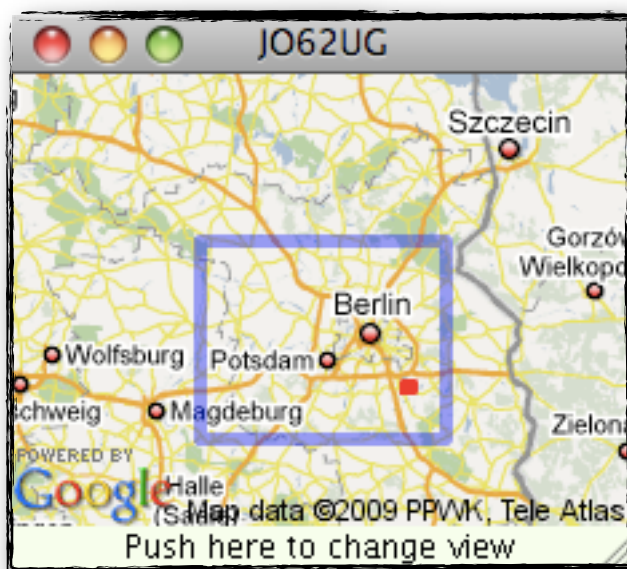 JO62UG
Szczecin
Gorzów
Wielkopo
Berlin
Wolfsburg
Potsdam
chweig
Magdeburg
Zielona
POWERED BY
Google
Halle
(Saale)
Map data ©2009 PPWK, Tele Atlas
Push here to change view